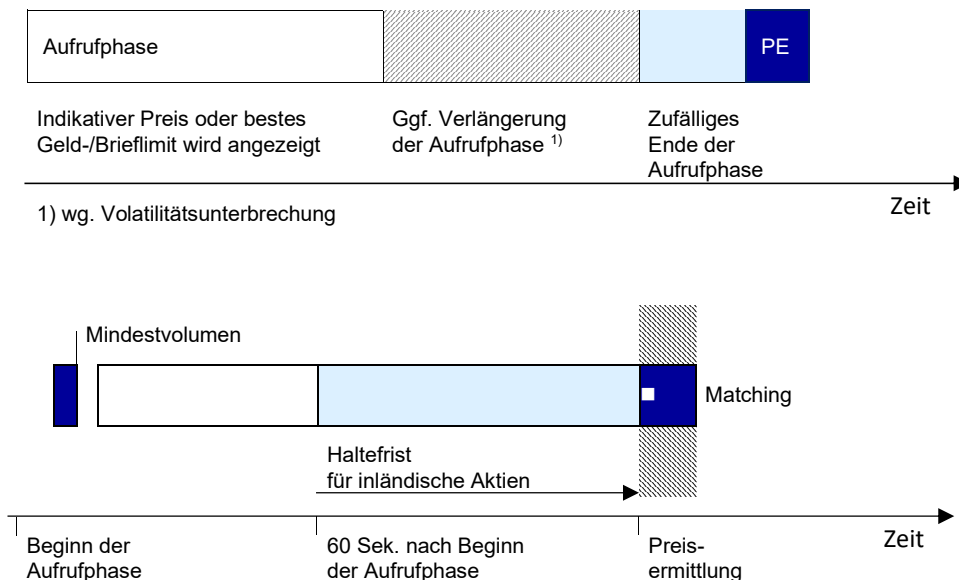 Aufrufphase
PE
Indikativer Preis oder bestes
Geld-/Brieflimit wird angezeigt
Ggf. Verlängerung
der Aufrufphase 1)
Zufälliges
Ende der
Aufrufphase
Zeit
1) wg. Volatilitätsunterbrechung
Mindestvolumen
Matching
Haltefrist
für inländische Aktien
Zeit
Beginn der
Aufrufphase
60 Sek. nach Beginn
der Aufrufphase
Preis-
ermittlung